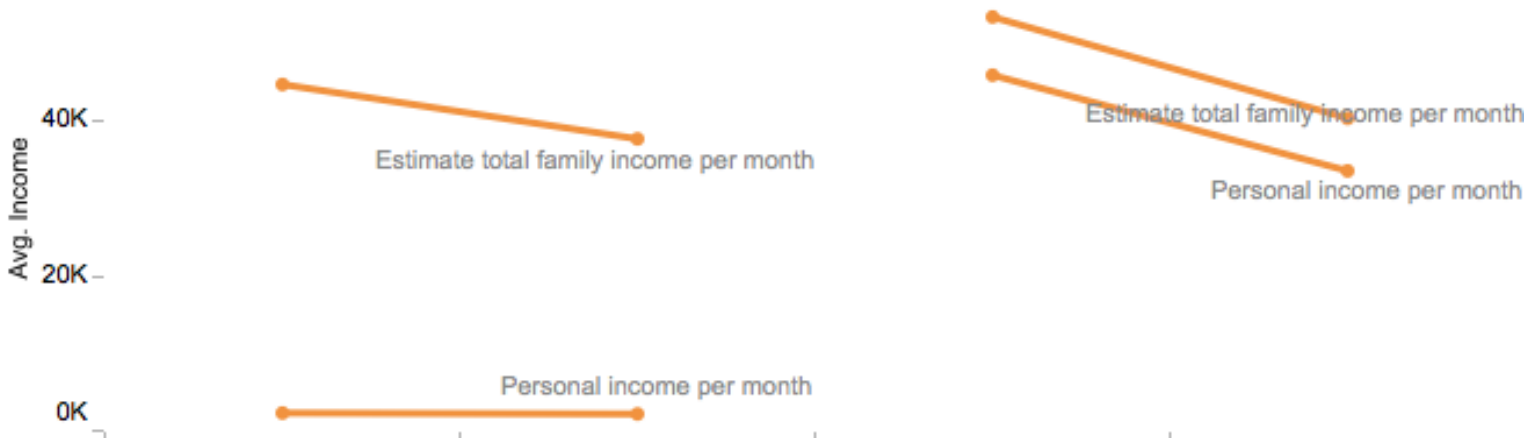 Avg. Income
40K
20K
0K
Estimate total family income per month
Personal income per month
Estimate total family income per month
Personal income per month